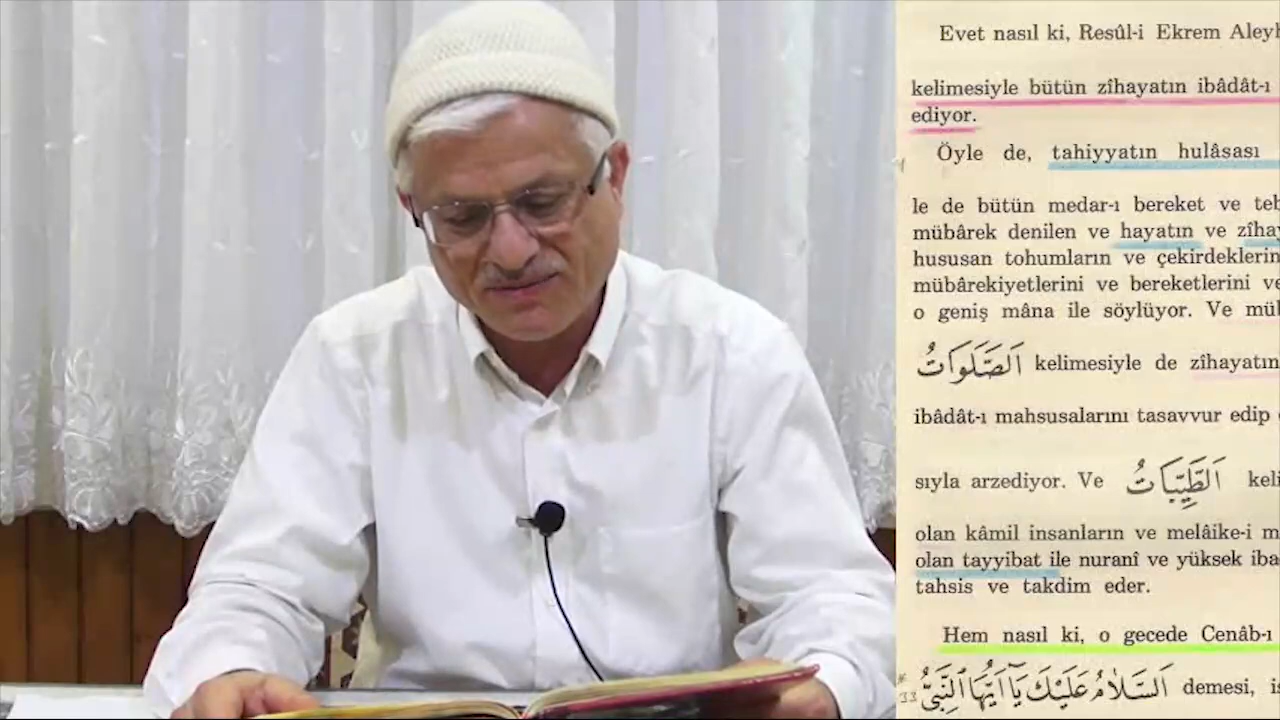 Evet nasıl ki, Resûl-i Ekrem Aleyh
kelimesiyle bütün zîhayatın ibâdât-ı
ediyor.
Öyle de, tahiyyatın hulâsası
le de bütün medar-ı bereket ve teb
mübârek denilen ve hayatın ve zîhay
hususan tohumların ve çekirdeklerin
mübârekiyetlerini ve bereketlerini ve
o geniş mâna ile söylüyor. Ve mü
اَلصَّلَوَاتُ kelimesiyle de zîhayatın
ibâdât-ı mahsusalarını tasavvur edip
sıyla arzediyor. Ve اَلطَّيِّبَاتُ keli
olan kâmil insanların ve melâike-i m
olan tayyibat ile nuranî ve yüksek iba
tahsis ve takdim eder.
Hem nasıl ki, o gecede Cenâb-ı
33 اَلسَّلَامُ عَلَيْكَ يَا اَيُّهَا النَّبِىُّ demesi, is